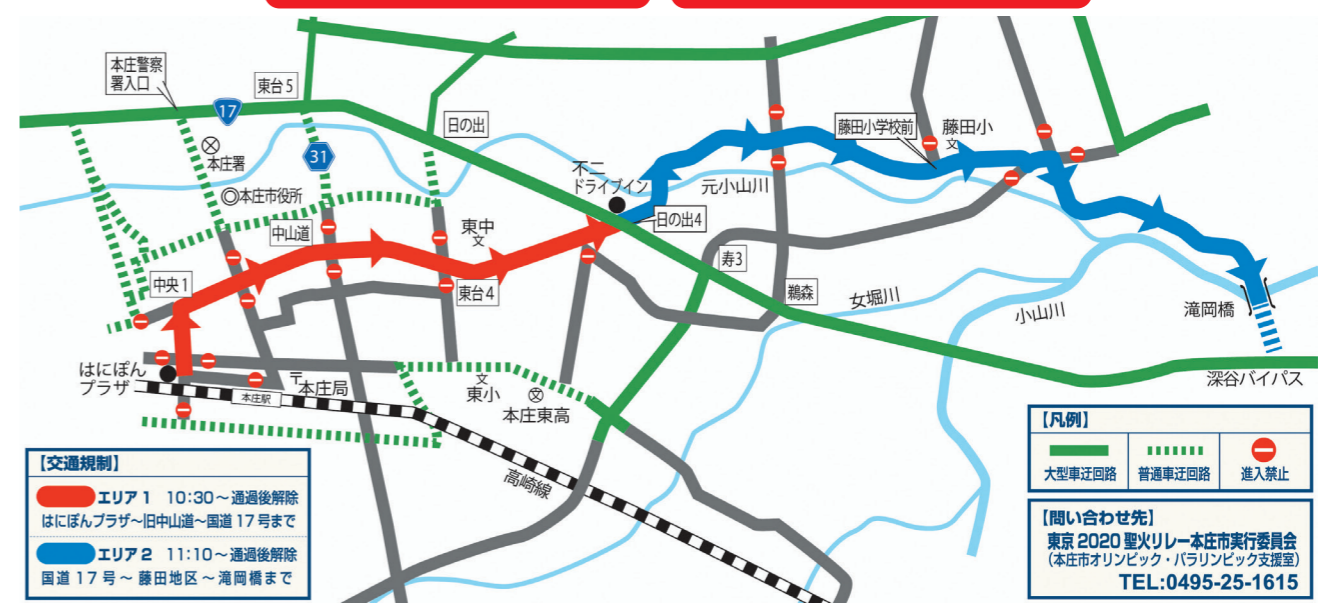 本庄警察
署入口
東台5
17
日の出
31
本庄署
本庄市役所
中山道
中央1
東中
文
東台4
不二
ドライブイン
元小山川
日の出4
藤田小学校前
藤田小
文
寿3
鵜森
女堀川
小山川
滝岡橋
深谷バイパス
はにぽん
プラザ
本庄駅
〒
本庄局
文
東小
文
本庄東高
高崎線
【交通規制】
エリア1 10:30~通過後解除
はにぽんプラザ~旧中山道~国道17号まで
エリア2 11:10~通過後解除
国道17号~藤田地区~滝岡橋まで
【凡例】
大型車迂回路 普通車迂回路 進入禁止
【問い合わせ先】
東京2020聖火リレー本庄市実行委員会
(本庄市オリンピック・パラリンピック支援室)
TEL:0495-25-1615